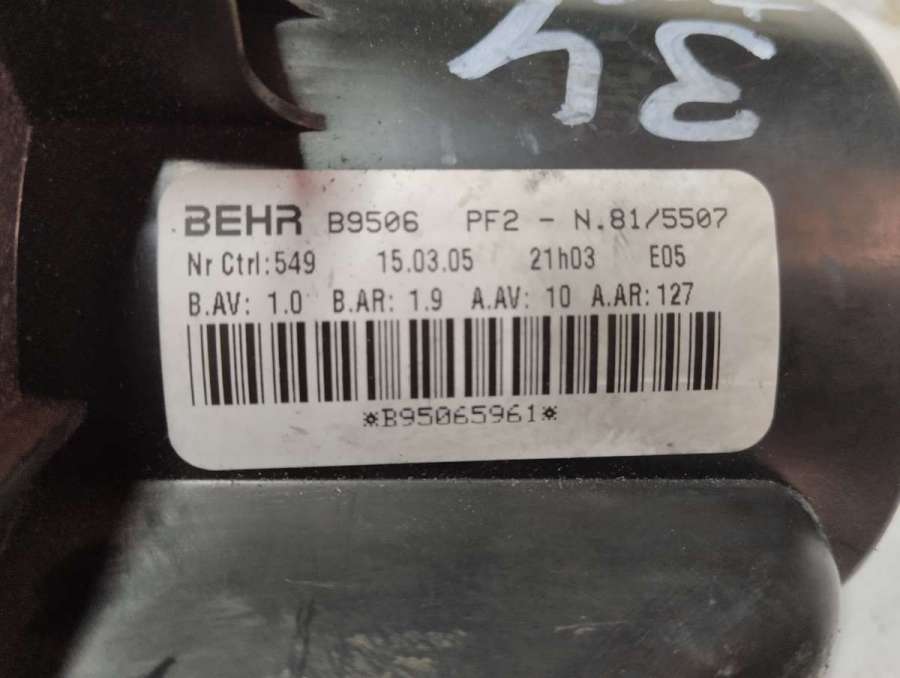 34
BEHR B9506 PF2 - N.81/5507
Nr Ctrl:549 15.03.05 21h03 E05
B.AV: 1.0 B.AR: 1.9 A.AV: 10 A.AR: 127
*B95065961*